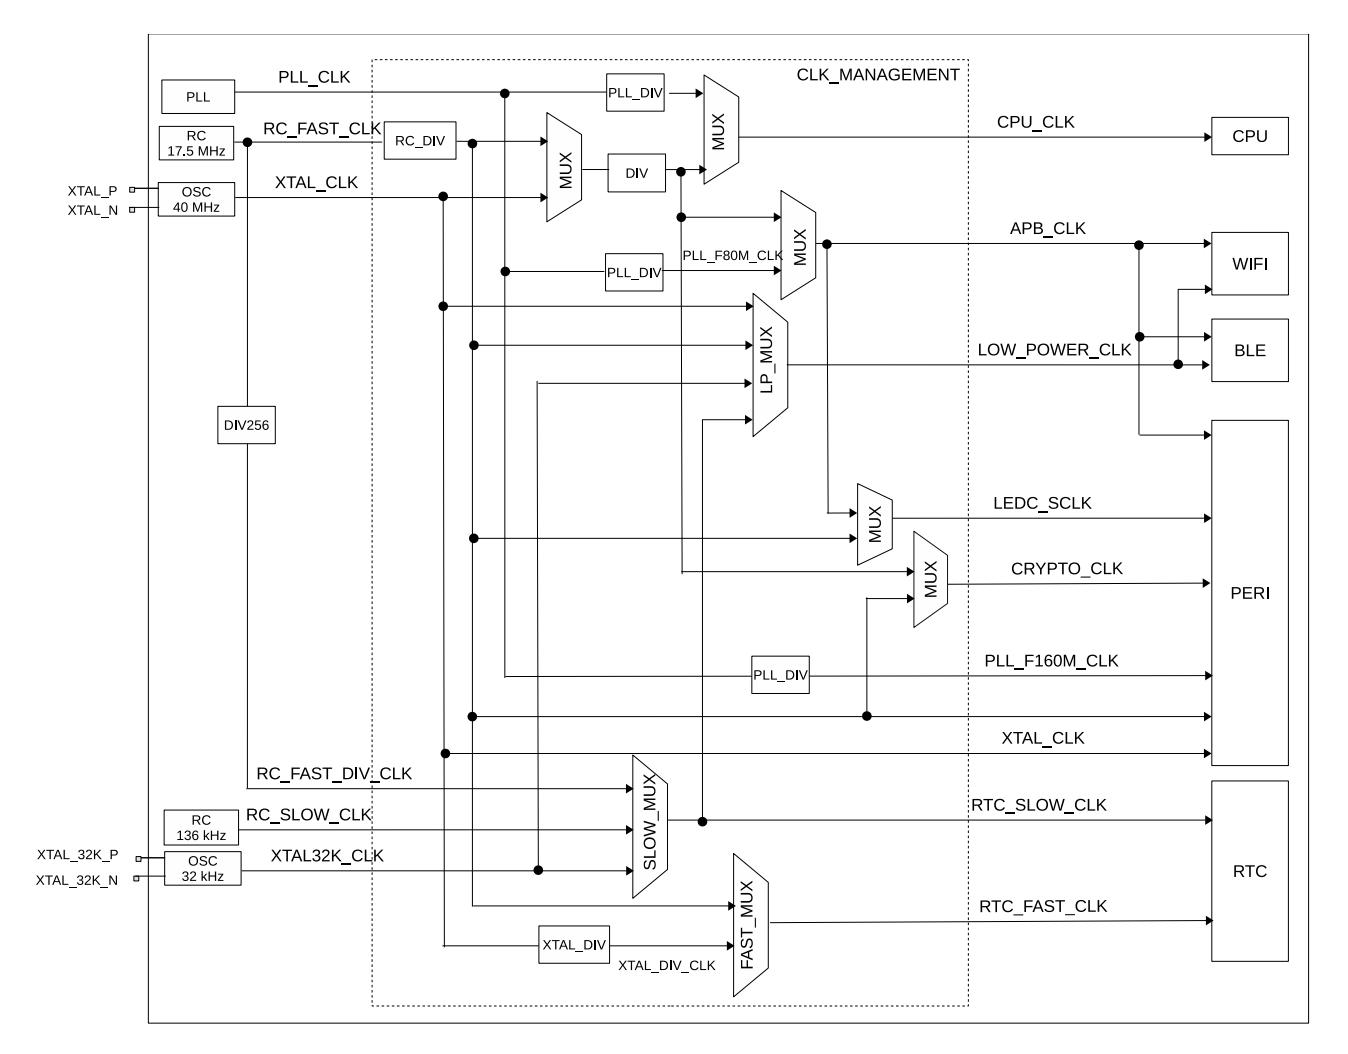 CLK_MANAGEMENT
PLL_CLK
PLL
PLL_DIV
MUX
CPU_CLK
CPU
RC
17.5 MHz
RC_FAST_CLK
RC_DIV
MUX
DIV
XTAL_P
XTAL_N
OSC
40 MHz
XTAL_CLK
APB_CLK
WIFI
MUX
PLL_DIV
PLL_F80M_CLK
LP_MUX
LOW_POWER_CLK
BLE
DIV256
MUX
LEDC_SCLK
MUX
CRYPTO_CLK
PERI
PLL_DIV
PLL_F160M_CLK
XTAL_CLK
RC_FAST_DIV_CLK
SLOW_MUX
RC
136 kHz
RC_SLOW_CLK
RTC_SLOW_CLK
XTAL_32K_P
XTAL_32K_N
OSC
32 kHz
XTAL32K_CLK
RTC
FAST_MUX
RTC_FAST_CLK
XTAL_DIV
XTAL_DIV_CLK